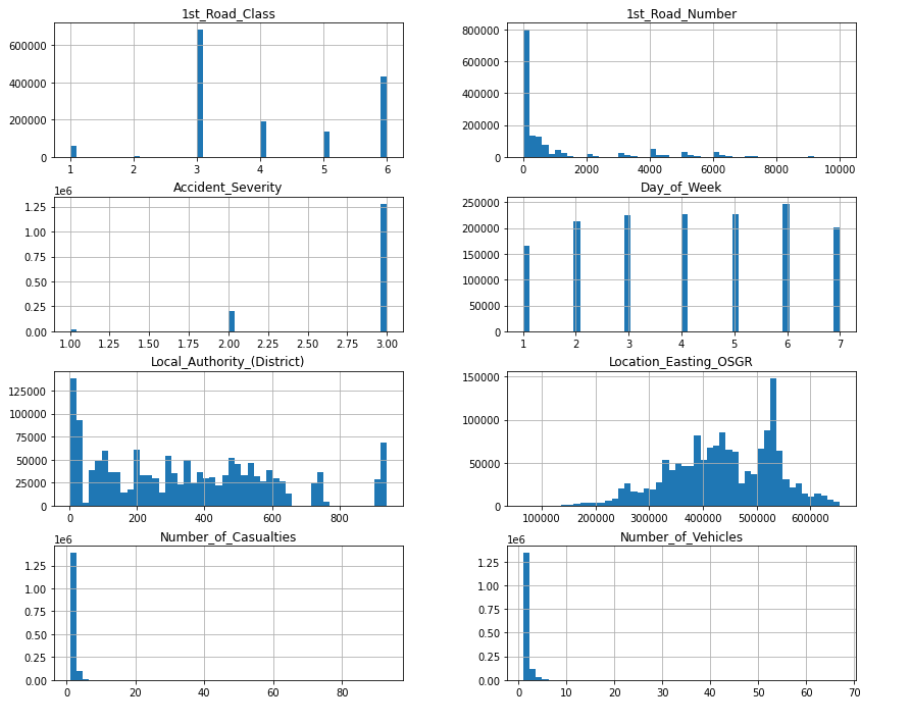 1st_Road_Class
600000
400000
200000
0
1 2 3 4 5 6
1st_Road_Number
800000
600000
400000
200000
0
0 2000 4000 6000 8000 10000
Accident_Severity
1e6
1.25
1.00
0.75
0.50
0.25
0.00
1.00 1.25 1.50 1.75 2.00 2.25 2.50 2.75 3.00
Day_of_Week
250000
200000
150000
100000
50000
0
1 2 3 4 5 6 7
Local_Authority_(District)
125000
100000
75000
50000
25000
0
0 200 400 600 800
Location_Easting_OSGR
150000
100000
50000
0
100000 200000 300000 400000 500000 600000
Number_of_Casualties
1e6
1.25
1.00
0.75
0.50
0.25
0.00
0 20 40 60 80
Number_of_Vehicles
1e6
1.25
1.00
0.75
0.50
0.25
0.00
0 10 20 30 40 50 60 70